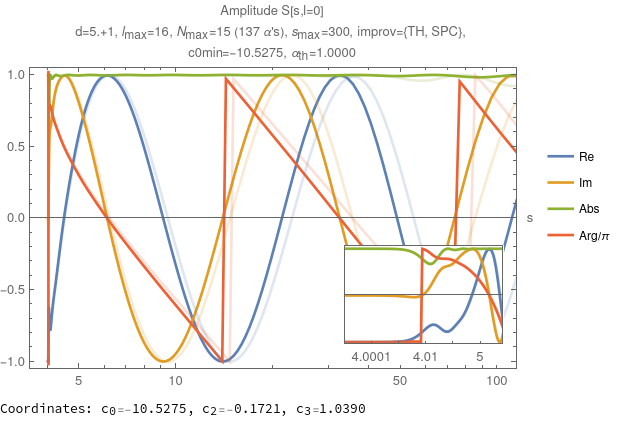 Amplitude S[s,l=0]
d=5.+1, lmax=16, Nmax=15 (137 α's), smax=300, improv={TH, SPC},
c0min=-10.5275, αth=1.0000
1.0
0.5
0.0
-0.5
-1.0
s
Re
Im
Abs
Arg/π
4.0001 4.01 5
5 10 50 100
Coordinates: c0=-10.5275, c2=-0.1721, c3=1.0390